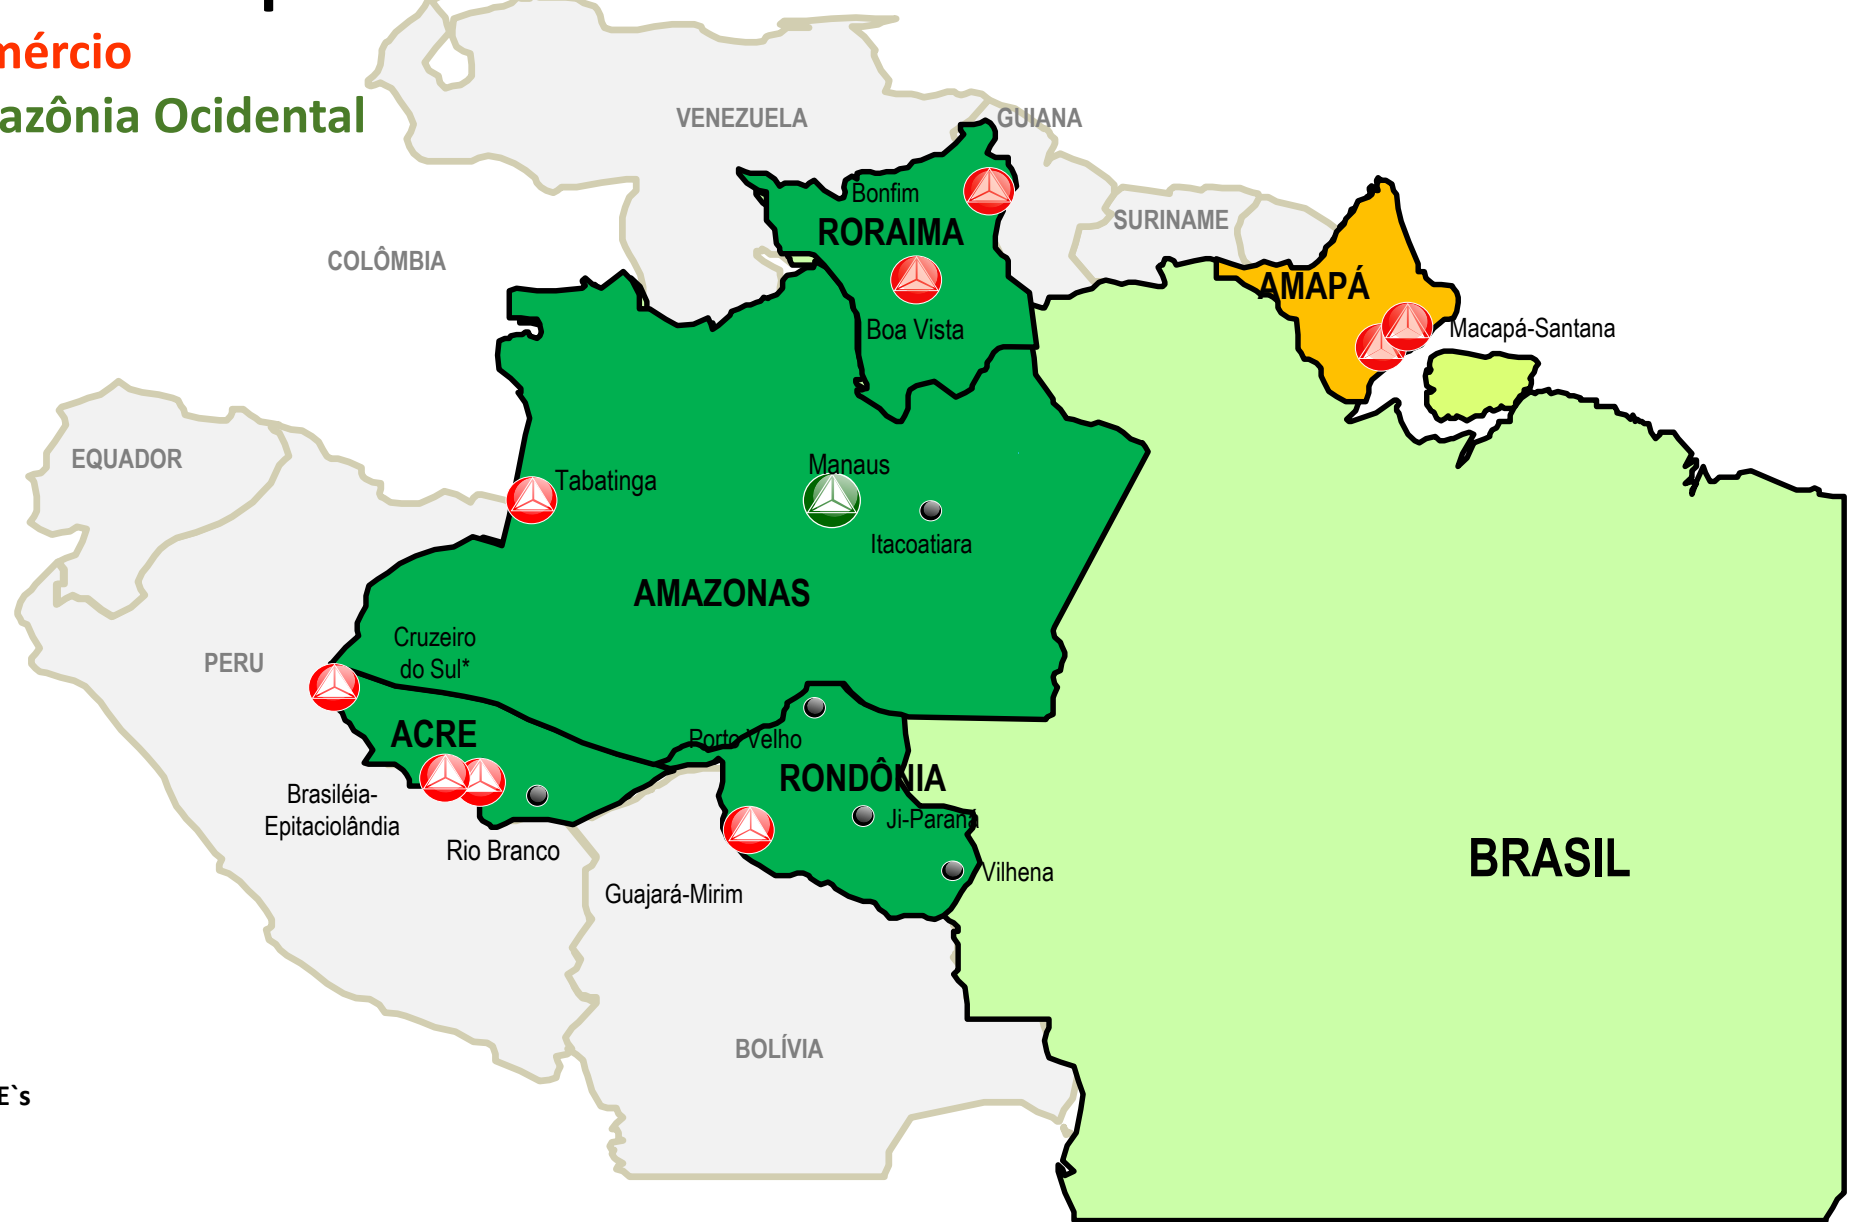 mércio
azônia Ocidental
VENEZUELA
GUIANA
Bonfim
SURINAME
RORAIMA
COLÔMBIA
AMAPÁ
Boa Vista
Macapá-Santana
EQUADOR
Manaus
Tabatinga
Itacoatiara
AMAZONAS
Cruzeiro
do Sul*
PERU
ACRE
Porto Velho
RONDÔNIA
Brasiléia-
Epitaciolândia
Ji-Paraná
Rio Branco
BRASIL
Vilhena
Guajará-Mirim
BOLÍVIA
E`s